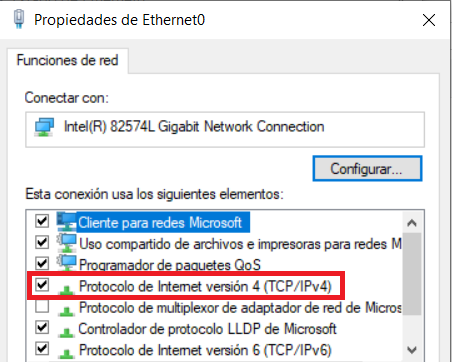 Propiedades de Ethernet0
Funciones de red
Conectar con:
Intel(R) 82574L Gigabit Network Connection
Configurar...
Esta conexión usa los siguientes elementos:
Cliente para redes Microsoft
Uso compartido de archivos e impresoras para redes M
Programador de paquetes QoS
Protocolo de Internet versión 4 (TCP/IPv4)
Protocolo de multiplexor de adaptador de red de Micros
Controlador de protocolo LLDP de Microsoft
Protocolo de Internet versión 6 (TCP/IPv6)